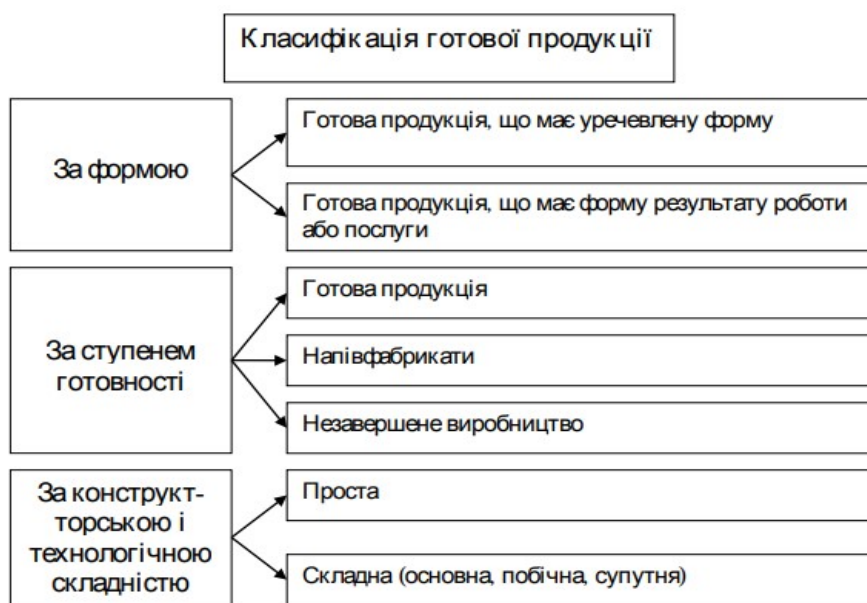 Класифікація готової продукції
За формою
Готова продукція, що має уречевлену форму
Готова продукція, що має форму результату роботи
або послуги
За ступенем
готовності
Готова продукція
Напівфабрикати
Незавершене виробництво
За конструкт-
торською і
технологічною
складністю
Проста
Складна (основна, побічна, супутня)